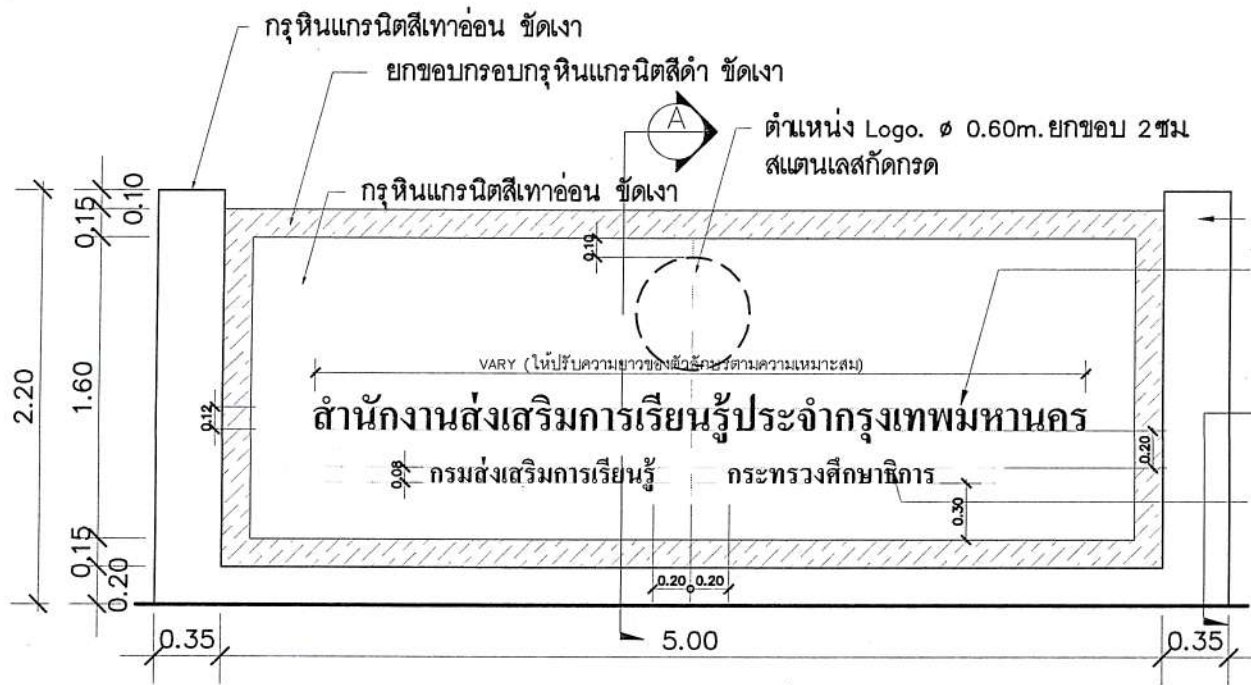 กรุหินแกรนิตสีเทาอ่อน ขัดเงา
ยกขอบกรอบกรุหินแกรนิตสีดำ ขัดเงา
A
ตำแหน่ง Logo. ø 0.60m. ยกขอบ 2ซม.
สแตนเลสกัดกรด
กรุหินแกรนิตสีเทาอ่อน ขัดเงา
0.10
0.15
0.10
2.20
1.60
VARY (ให้ปรับความยาวของตัวอักษรตามความเหมาะสม)
0.12
สำนักงานส่งเสริมการเรียนรู้ประจำกรุงเทพมหานคร
0.20
0.08
กรมส่งเสริมการเรียนรู้ กระทรวงศึกษาธิการ
0.30
0.15
0.20
0.20 0.20
0.35
5.00
0.35